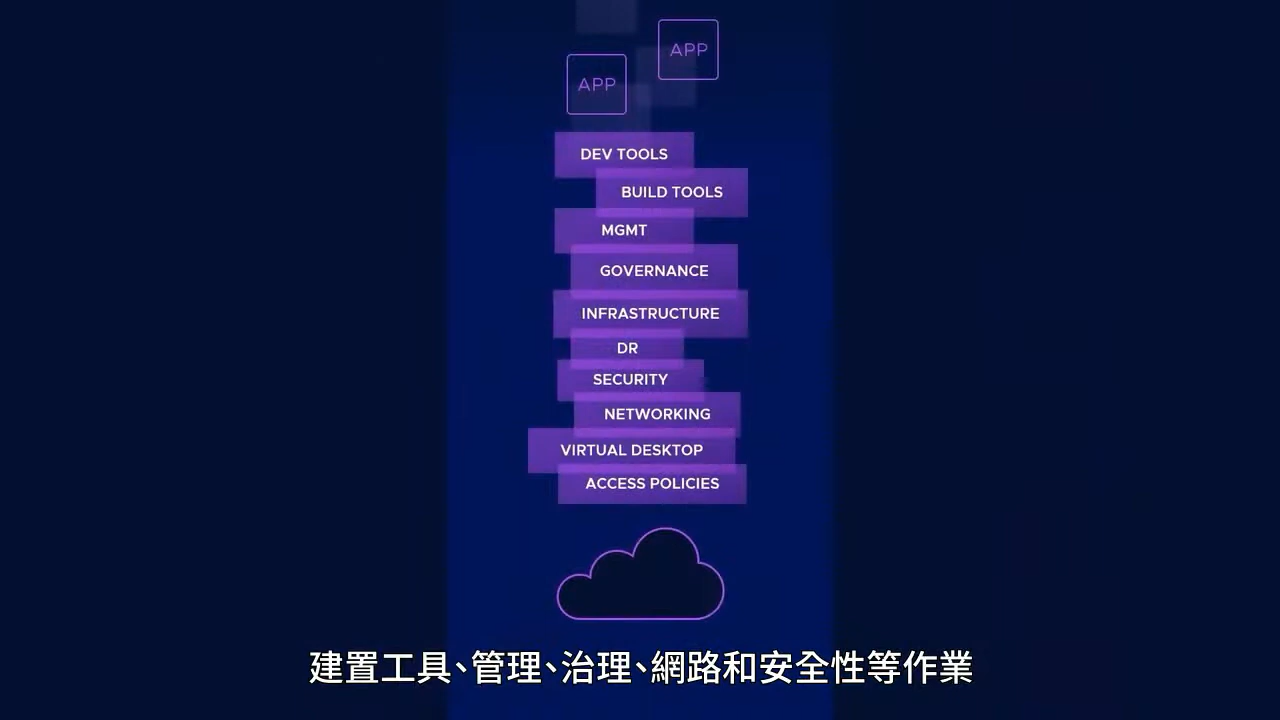 APP
APP
DEV TOOLS
BUILD TOOLS
MGMT
GOVERNANCE
INFRASTRUCTURE
DR
SECURITY
NETWORKING
VIRTUAL DESKTOP
ACCESS POLICIES
建置工具、管理、治理、網路和安全性等作業